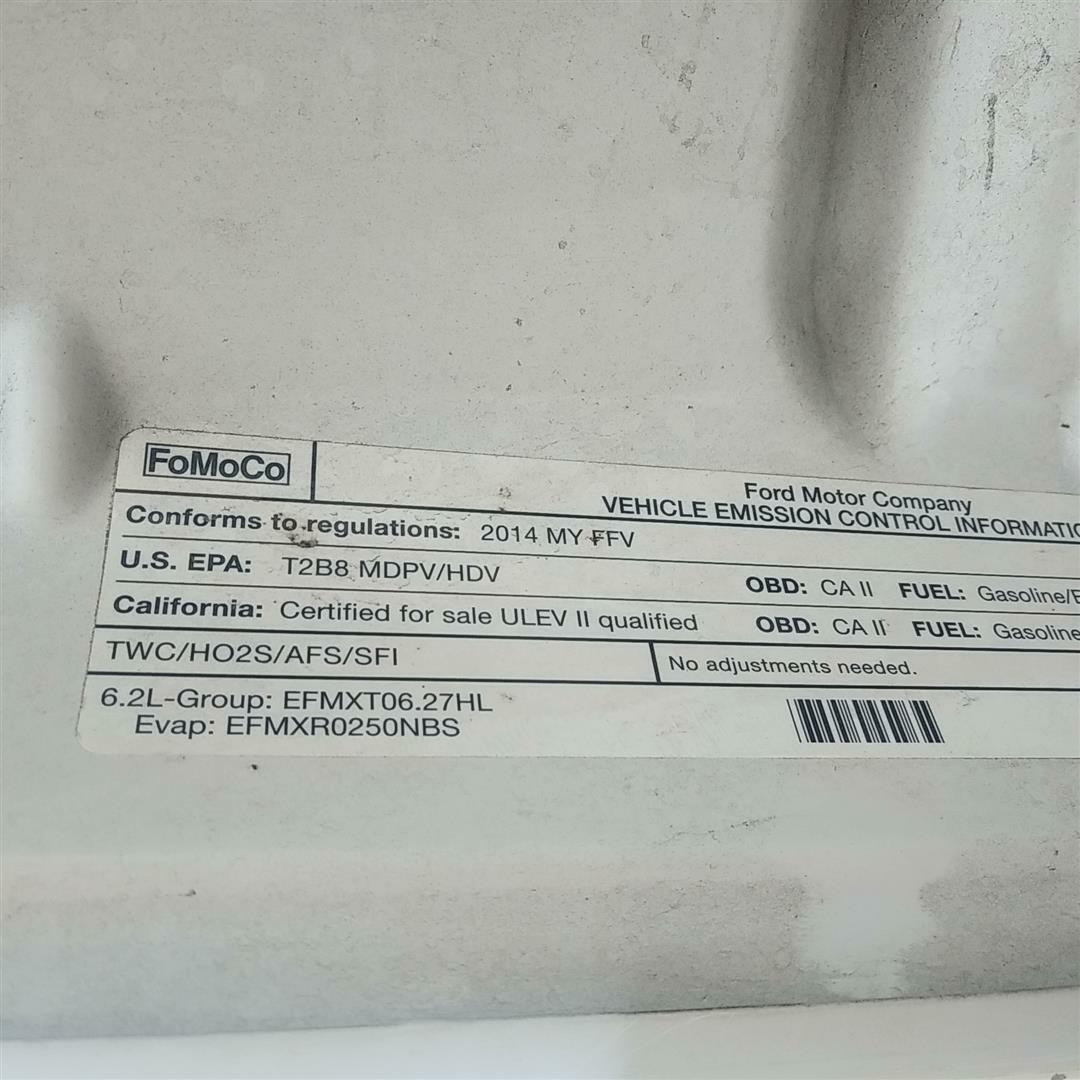 FoMoCo
Ford Motor Company
VEHICLE EMISSION CONTROL
Conforms to regulations: 2014 MY FFV
U.S. EPA: T2B8 MDPV/HDV OBD: CA II FUEL: Gasoline/
California: Certified for sale ULEV II qualified OBD: CA II FUEL: Gasoline
TWC/HO2S/AFS/SFI No adjustments needed.
6.2L-Group: EFMXT06.27HL
Evap: EFMXR0250NBS